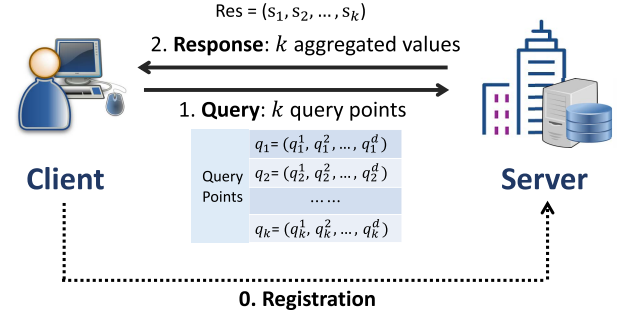 Res = (s₁, s₂, … , sₖ)
2. Response: k aggregated values
1. Query: k query points
Query Points
q₁= (q₁¹, q₁², … , q₁ᵈ)
q₂= (q₂¹, q₂², … , q₂ᵈ)
… …
qₖ= (qₖ¹, qₖ², … , qₖᵈ)
Client
Server
0. Registration